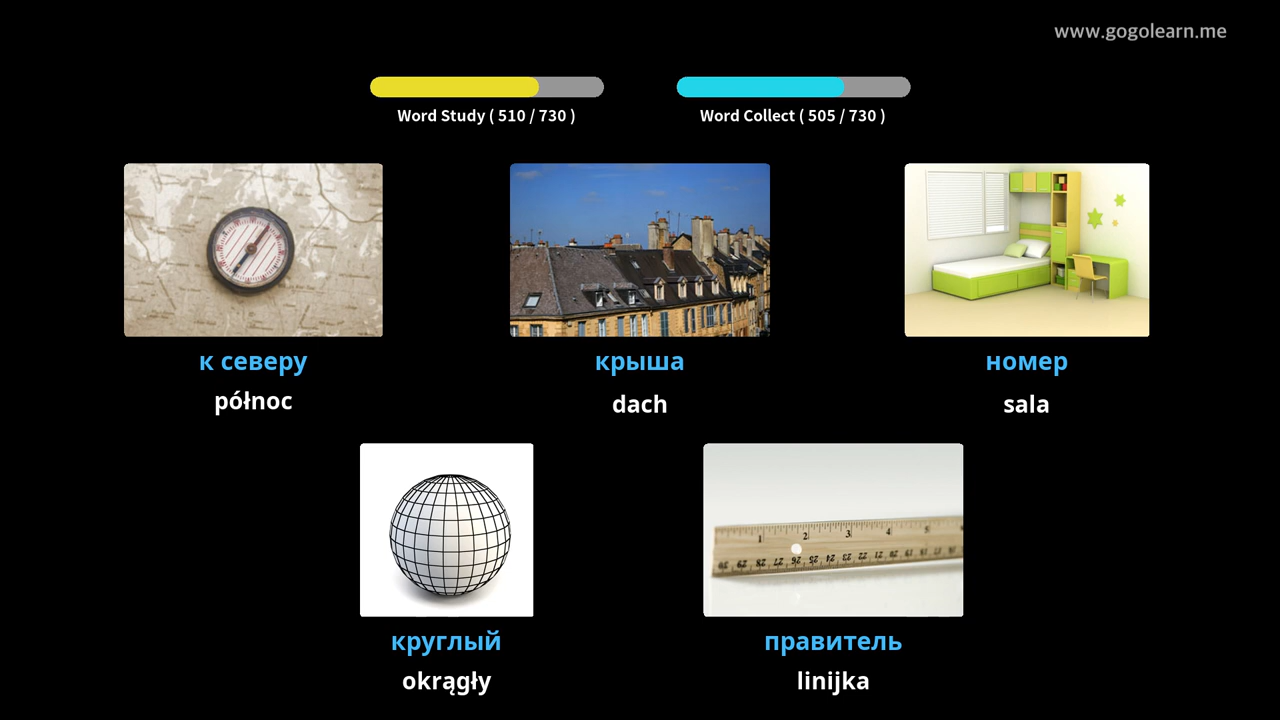 www.gogolearn.me
Word Study ( 510 / 730 )
Word Collect ( 505 / 730 )
к северу
północ
крыша
dach
номер
sala
круглый
okrągły
правитель
linijka